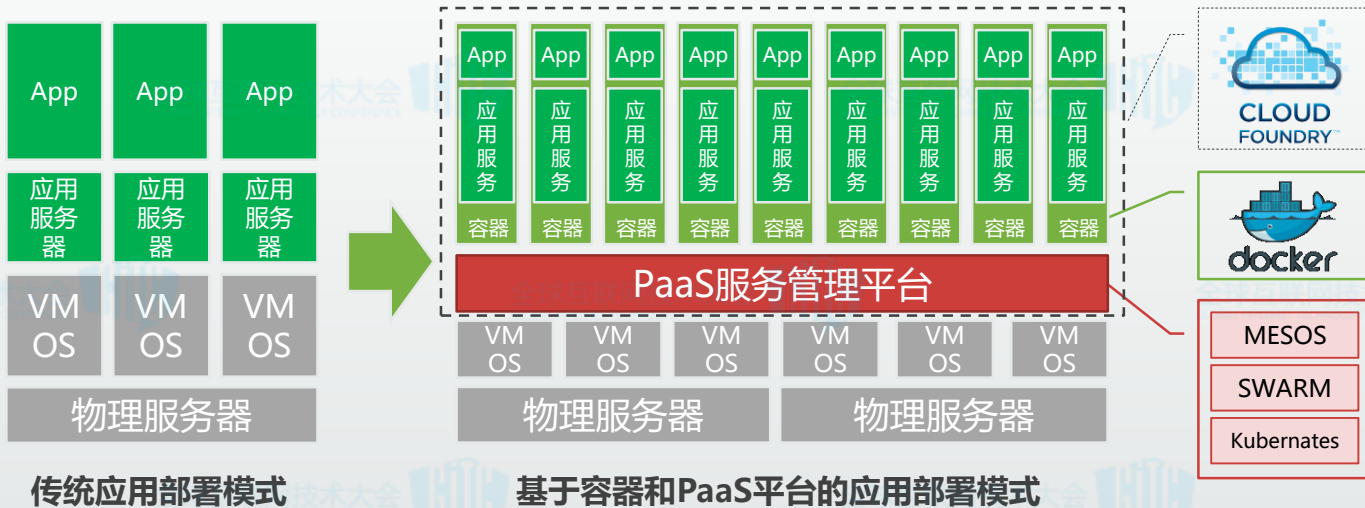 App
App
App
应用
服务
器
应用
服务
器
应用
服务
器
VM
OS
VM
OS
VM
OS
物理服务器
传统应用部署模式
App
App
App
App
App
App
App
App
App
应用服务
应用服务
应用服务
应用服务
应用服务
应用服务
应用服务
应用服务
应用服务
容器
容器
容器
容器
容器
容器
容器
容器
容器
PaaS服务管理平台
VM
OS
VM
OS
VM
OS
VM
OS
VM
OS
VM
OS
物理服务器
物理服务器
基于容器和PaaS平台的应用部署模式
CLOUD
FOUNDRY
docker
MESOS
SWARM
Kubernates